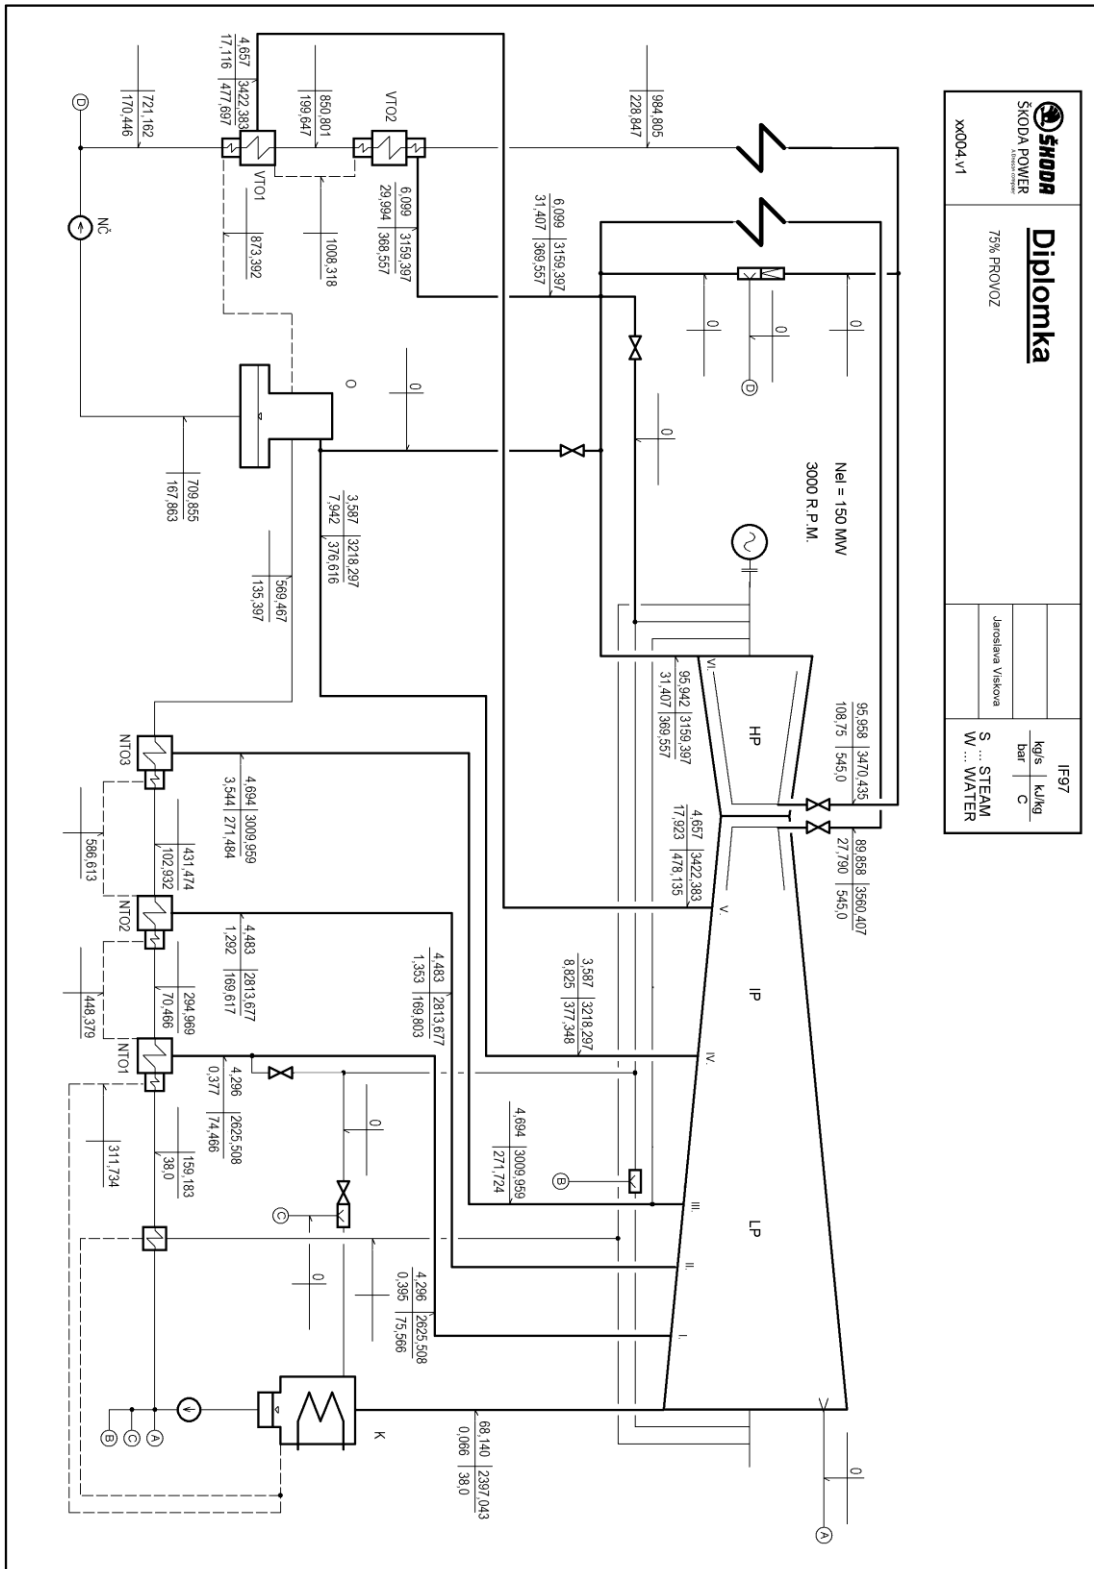 ŠKODA
ŠKODA POWER
xx004.v1
Diplomka
75% PROVOZ
Jaroslava Viskova
IF97
kg/s kJ/kg
bar C
S ... STEAM
W ... WATER
984,805
228,847
VTO2
850,801
199,647
4,657 3422,383
17,116 477,697
VTO1
721,162
170,446
D
NČ
873,392
1008,318
6,099 3159,397
29,994 368,557
6,099 3159,397
31,407 369,557
0
0
0
D
0
0
O
709,855
167,863
3,587 3218,297
7,942 376,616
569,467
135,397
Nel = 150 MW
3000 R.P.M.
VI.
HP
95,942 3159,397
31,407 369,557
95,958 3470,435
108,75 545,0
89,858 3560,407
27,790 545,0
4,657 3422,383
17,923 478,135
V.
IP
3,587 3218,297
8,825 377,348
IV.
4,694 3009,959
271,724
III.
LP
II.
I.
4,483 2813,677
1,353 169,803
4,296 2625,508
0,395 75,566
NTO3
4,694 3009,959
3,544 271,484
586,613
431,474
102,932
NTO2
4,483 2813,677
1,292 169,617
448,379
294,969
70,466
NTO1
4,296 2625,508
0,377 74,466
311,734
159,183
38,0
0
B
C
0
K
68,140 2397,043
0,066 38,0
0
A
A
C
B